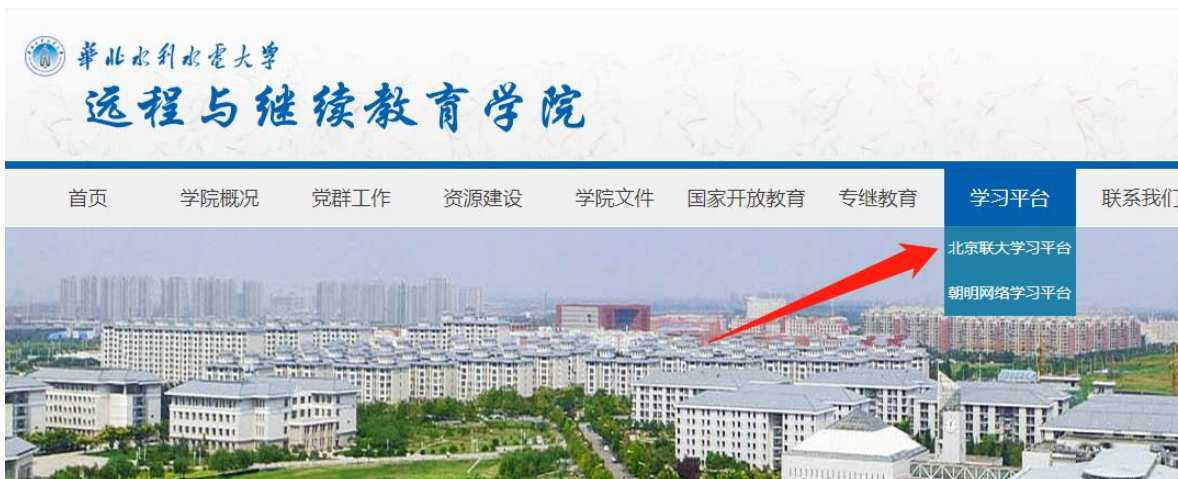 華北水利水電大学
远程与继续教育学院
首页 学院概况 党群工作 资源建设 学院文件 国家开放教育 专继教育 学习平台 联系我们
北京联大学习平台
朝明网络学习平台